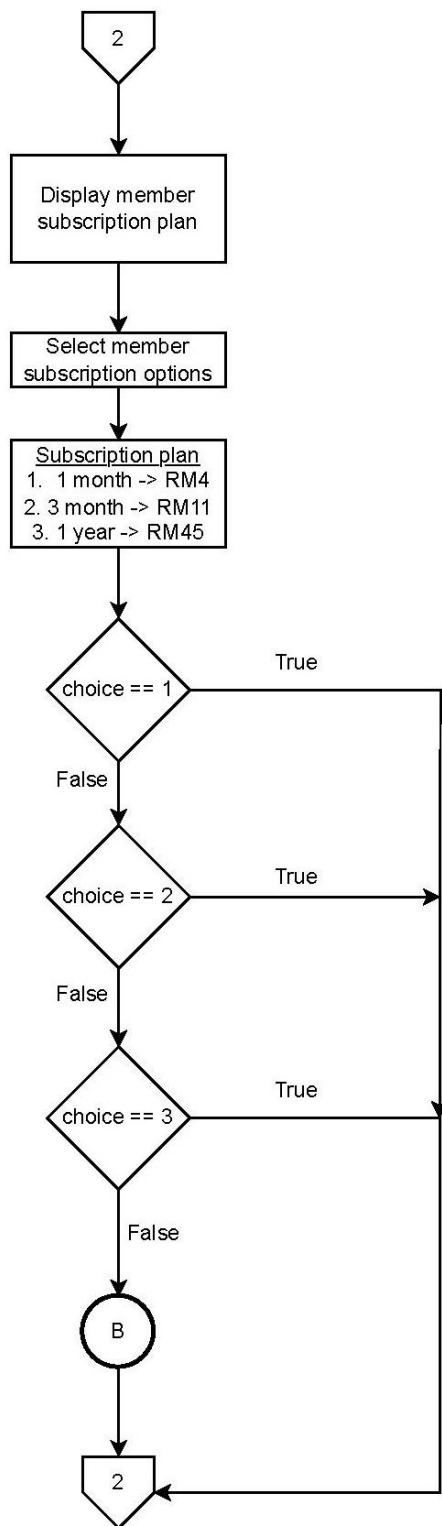 2
Display member
subscription plan
Select member
subscription options
Subscription plan
1. 1 month -> RM4
2. 3 month -> RM11
3. 1 year -> RM45
choice == 1
True
False
choice == 2
True
False
choice == 3
True
False
B
2